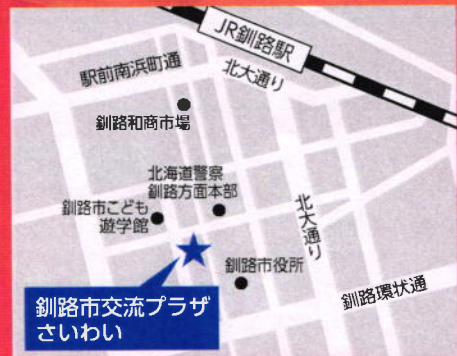 JR釧路駅
北大通り
駅前南浜町通
釧路和商市場
北海道警察
釧路方面本部
釧路市こども
遊学館
北大通り
釧路市役所
釧路環状通
釧路市交流プラザ
さいわい